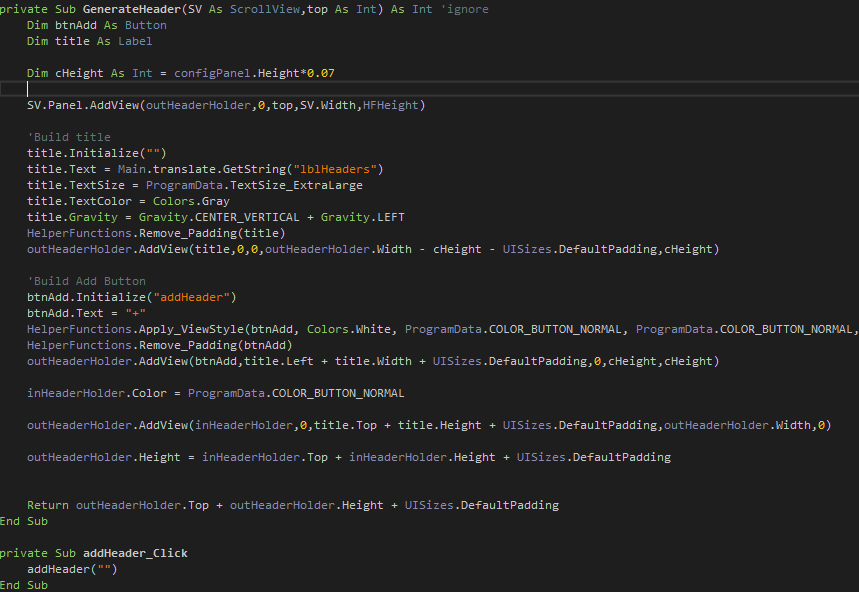 private Sub GenerateHeader(SV As ScrollView,top As Int) As Int 'ignore
Dim btnAdd As Button
Dim title As Label
Dim cHeight As Int = configPanel.Height*0.07
SV.Panel.AddView(outHeaderHolder,0,top,SV.Width,HFHeight)
'Build title
title.Initialize("")
title.Text = Main.translate.GetString("lblHeaders")
title.TextSize = ProgramData.TextSize_ExtraLarge
title.TextColor = Colors.Gray
title.Gravity = Gravity.CENTER_VERTICAL + Gravity.LEFT
HelperFunctions.Remove_Padding(title)
outHeaderHolder.AddView(title,0,0,outHeaderHolder.Width - cHeight - UISizes.DefaultPadding,cHeight)
'Build Add Button
btnAdd.Initialize("addHeader")
btnAdd.Text = "+"
HelperFunctions.Apply_ViewStyle(btnAdd, Colors.White, ProgramData.COLOR_BUTTON_NORMAL, ProgramData.COLOR_BUTTON_NORMAL,
HelperFunctions.Remove_Padding(btnAdd)
outHeaderHolder.AddView(btnAdd,title.Left + title.Width + UISizes.DefaultPadding,0,cHeight,cHeight)
inHeaderHolder.Color = ProgramData.COLOR_BUTTON_NORMAL
outHeaderHolder.AddView(inHeaderHolder,0,title.Top + title.Height + UISizes.DefaultPadding,outHeaderHolder.Width,0)
outHeaderHolder.Height = inHeaderHolder.Top + inHeaderHolder.Height + UISizes.DefaultPadding
Return outHeaderHolder.Top + outHeaderHolder.Height + UISizes.DefaultPadding
End Sub
private Sub addHeader_Click
addHeader("")
End Sub